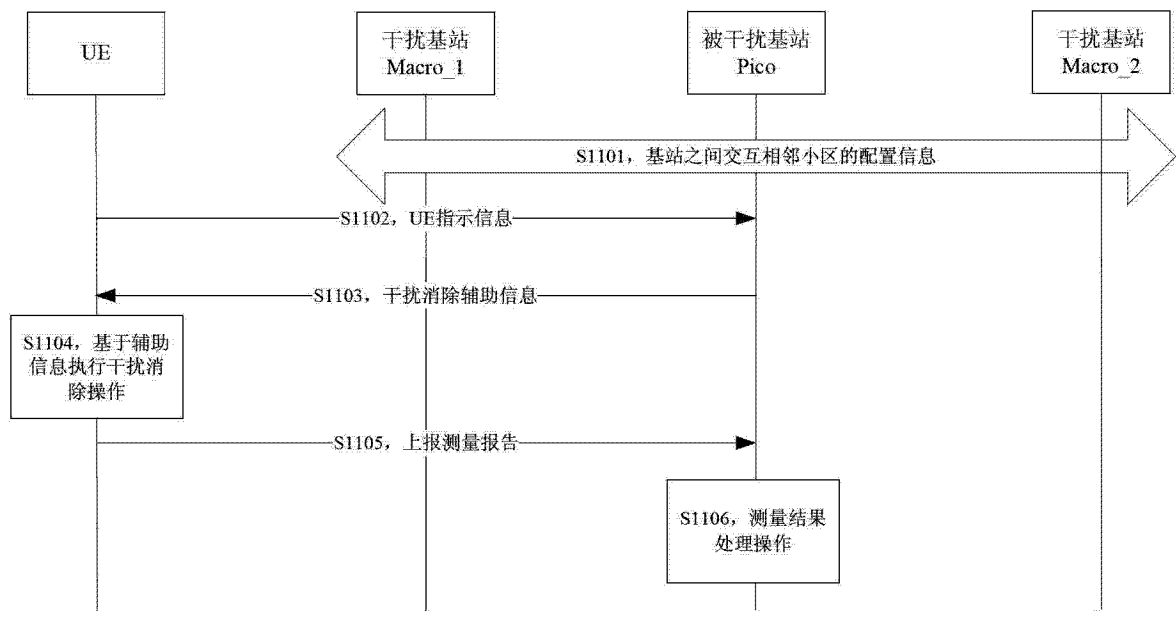 UE
干扰基站
Macro_1
被干扰基站
Pico
干扰基站
Macro_2
S1101，基站之间交互相邻小区的配置信息
S1102，UE指示信息
S1103，干扰消除辅助信息
S1104，基于辅助
信息执行干扰消
除操作
S1105，上报测量报告
S1106，测量结果
处理操作